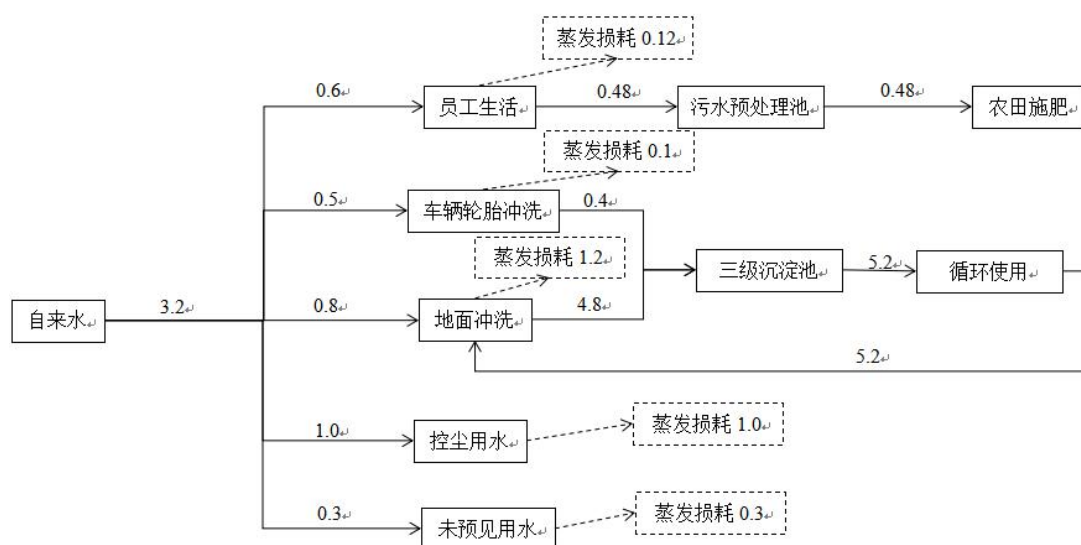 蒸发损耗 0.12
0.6
员工生活
0.48
污水预处理池
0.48
农田施肥
蒸发损耗 0.1
0.5
车辆轮胎冲洗
0.4
蒸发损耗 1.2
三级沉淀池
5.2
循环使用
自来水
3.2
0.8
地面冲洗
4.8
5.2
1.0
控尘用水
蒸发损耗 1.0
0.3
未预见用水
蒸发损耗 0.3